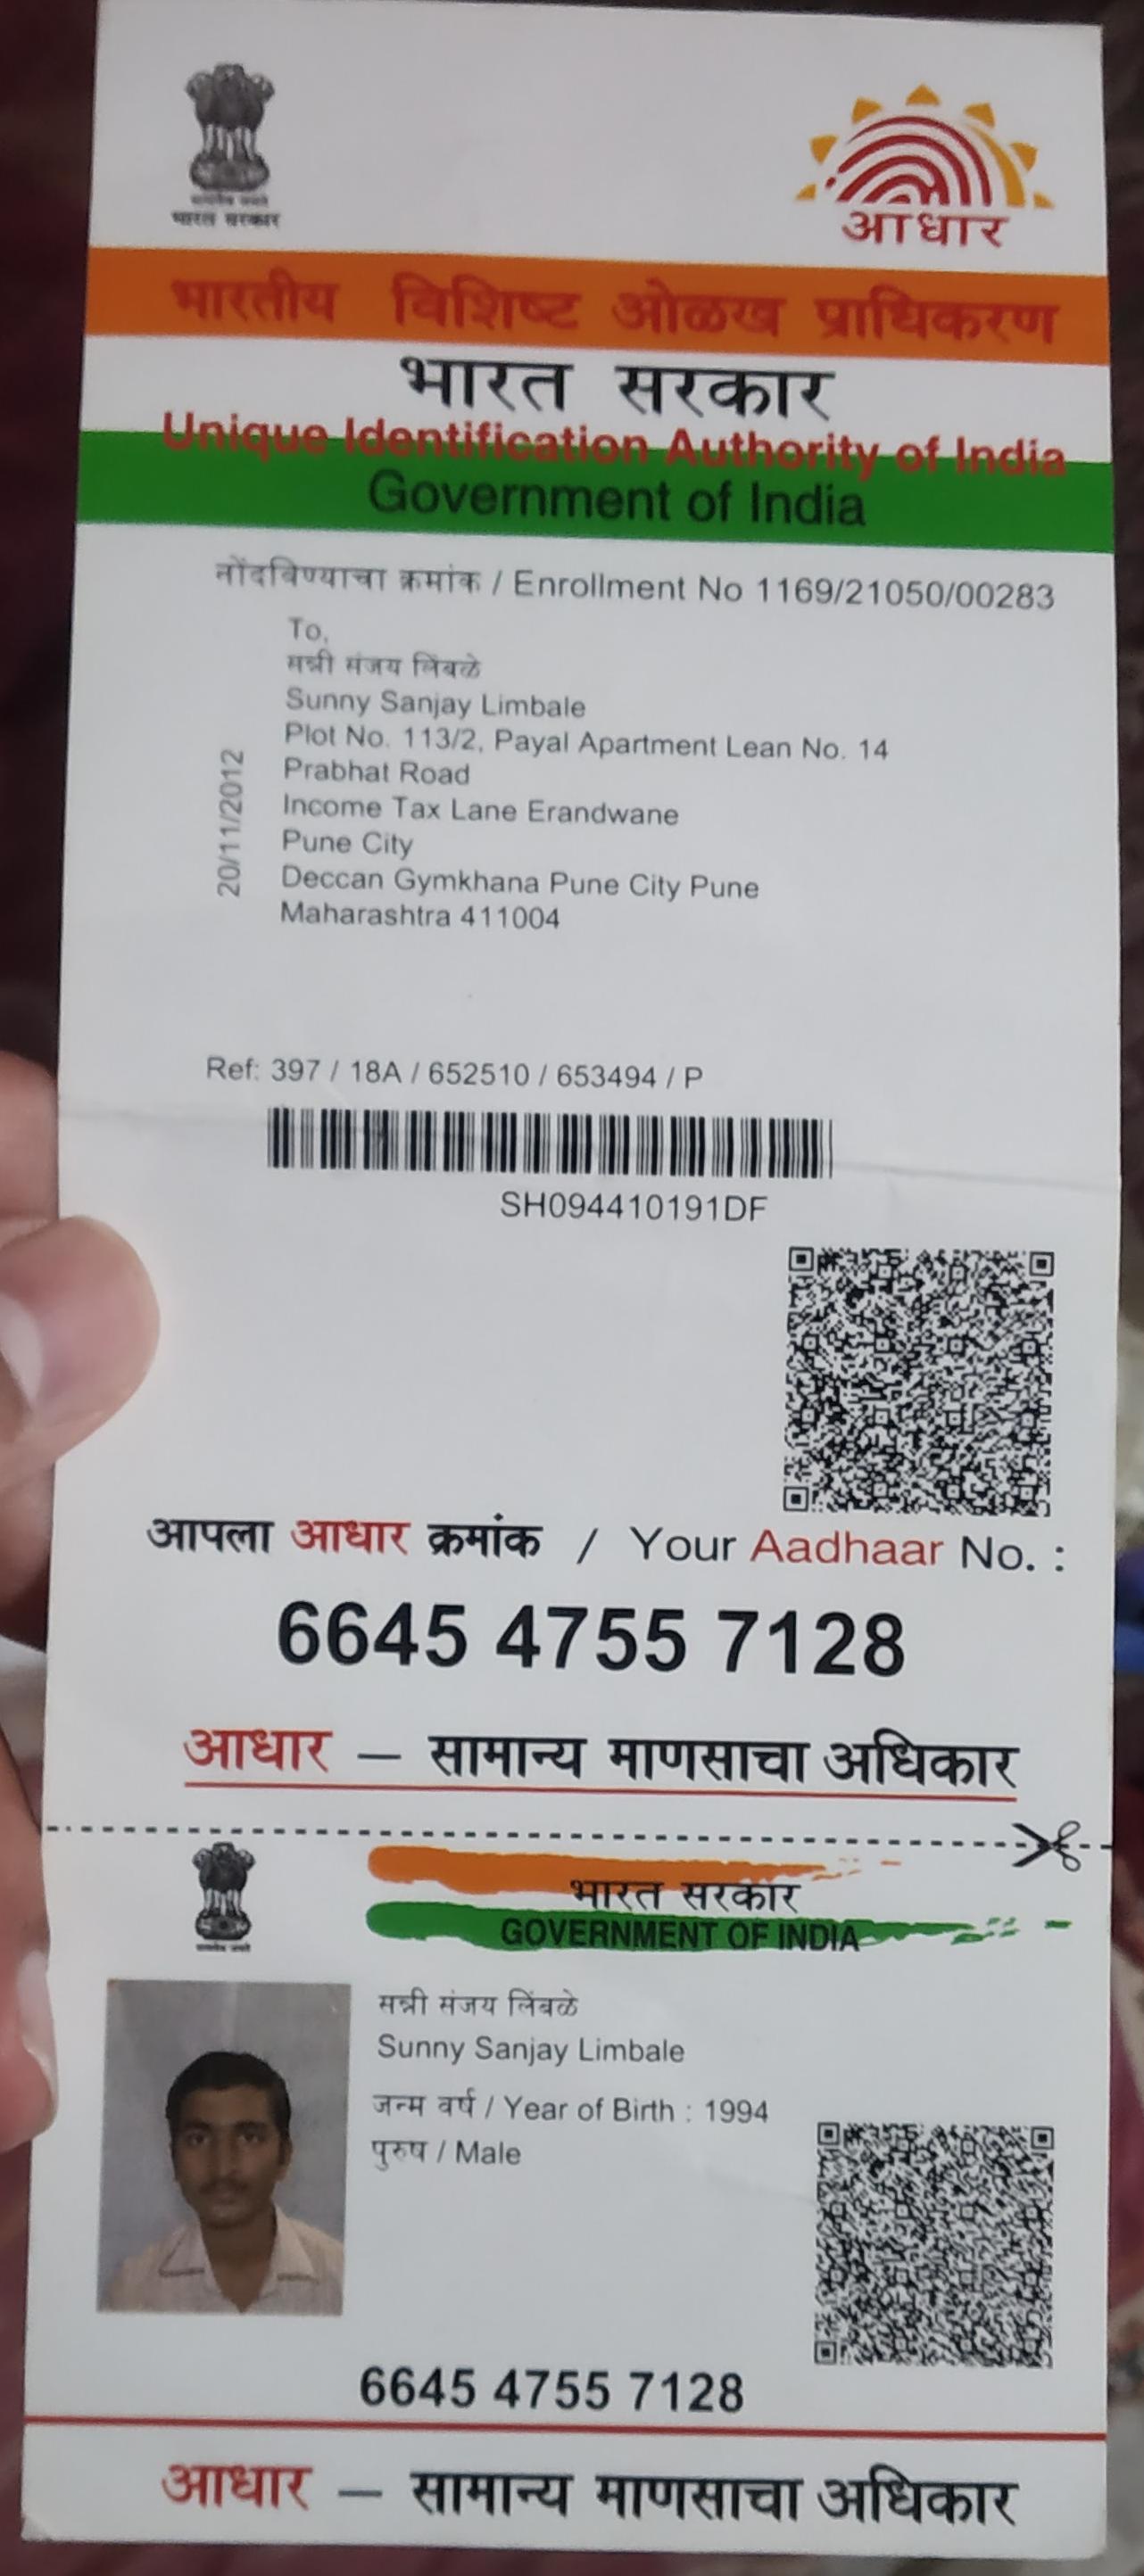 भारत सरकार
आधार
भारतीय विशिष्ट ओळख प्राधिकरण
भारत सरकार
Unique Identification Authority of India
Government of India
नोंदविण्याचा क्रमांक / Enrollment No 1169/21050/00283
To,
सन्नी संजय लिंबळे
Sunny Sanjay Limbale
Plot No. 113/2, Payal Apartment Lean No. 14
Prabhat Road
Income Tax Lane Erandwane
Pune City
Deccan Gymkhana Pune City Pune
Maharashtra 411004
20/11/2012
Ref: 397 / 18A / 652510 / 653494 / P
SH094410191DF
आपला आधार क्रमांक / Your Aadhaar No. :
6645 4755 7128
आधार — सामान्य माणसाचा अधिकार
भारत सरकार
GOVERNMENT OF INDIA
सन्नी संजय लिंबळे
Sunny Sanjay Limbale
जन्म वर्ष / Year of Birth : 1994
पुरुष / Male
6645 4755 7128
आधार — सामान्य माणसाचा अधिकार